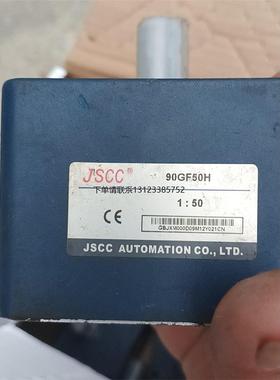 JSCC® 90GF50H
下单请联系13123385752
1:50
CE
GBJXM000D09M12Y021CN
JSCC AUTOMATION CO., LTD.